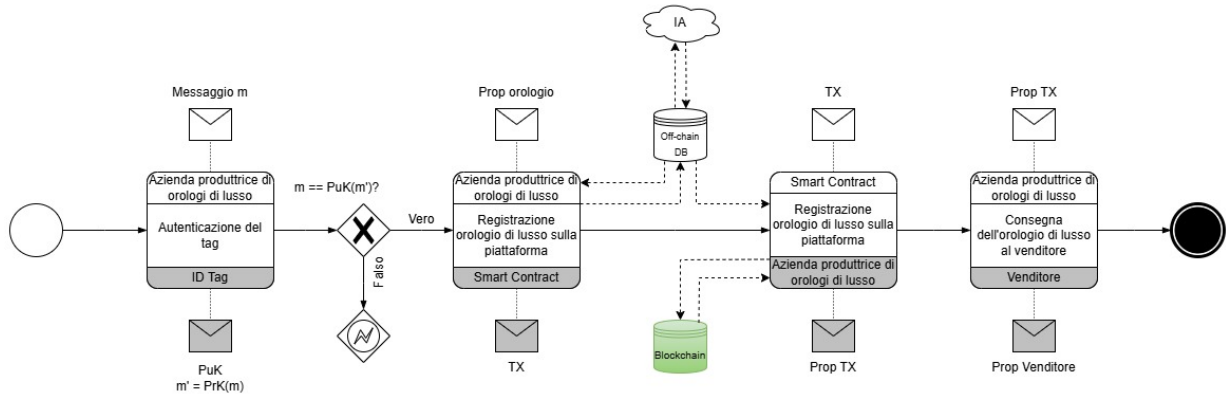 IA
Messaggio m
Prop orologio
TX
Prop TX
Off-chain
DB
Azienda produttrice di
orologi di lusso
Autenticazione del
tag
ID Tag
PuK
m' = PrK(m)
m == PuK(m')?
Vero
Falso
Azienda produttrice di
orologi di lusso
Registrazione
orologio di lusso sulla
piattaforma
Smart Contract
TX
Blockchain
Smart Contract
Registrazione
orologio di lusso sulla
piattaforma
Azienda produttrice di
orologi di lusso
Prop TX
Azienda produttrice di
orologi di lusso
Consegna
dell'orologio di lusso
al venditore
Venditore
Prop Venditore